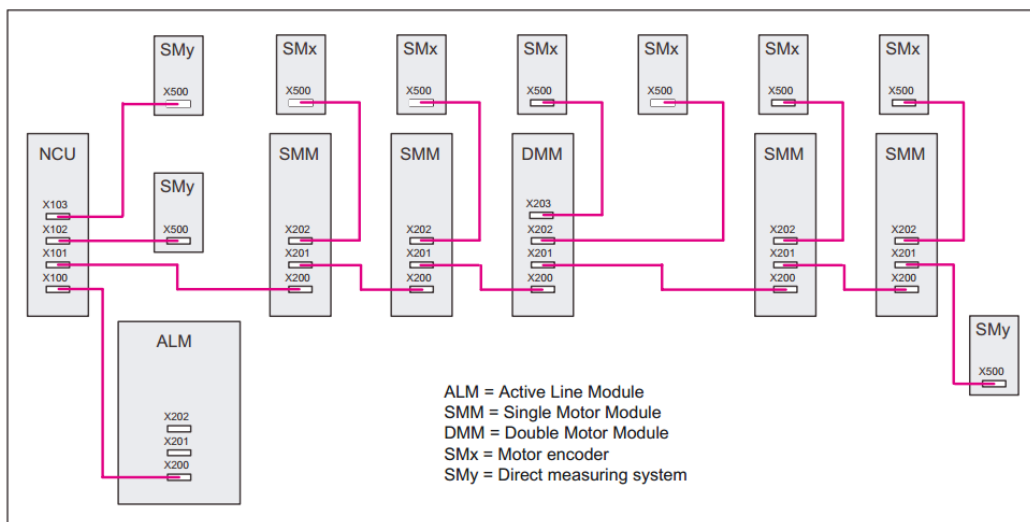 SMy
X500
SMx
X500
SMx
X500
SMx
X500
SMx
X500
SMx
X500
SMx
X500
NCU
X103
X102
X101
X100
SMy
X500
SMM
X202
X201
X200
SMM
X202
X201
X200
DMM
X203
X202
X201
X200
SMM
X202
X201
X200
SMM
X202
X201
X200
SMy
X500
ALM
X202
X201
X200
ALM = Active Line Module
SMM = Single Motor Module
DMM = Double Motor Module
SMx = Motor encoder
SMy = Direct measuring system